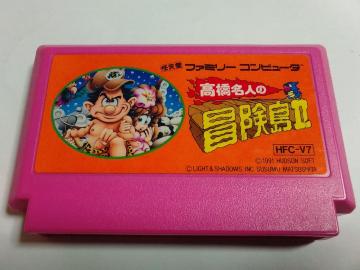 任天堂 ファミリーコンピュータ
高橋名人の
冒険島II
HFC-V7
©1991 HUDSON SOFT
©LIGHT & SHADOWS INC SUSUMU MATSUSHITA